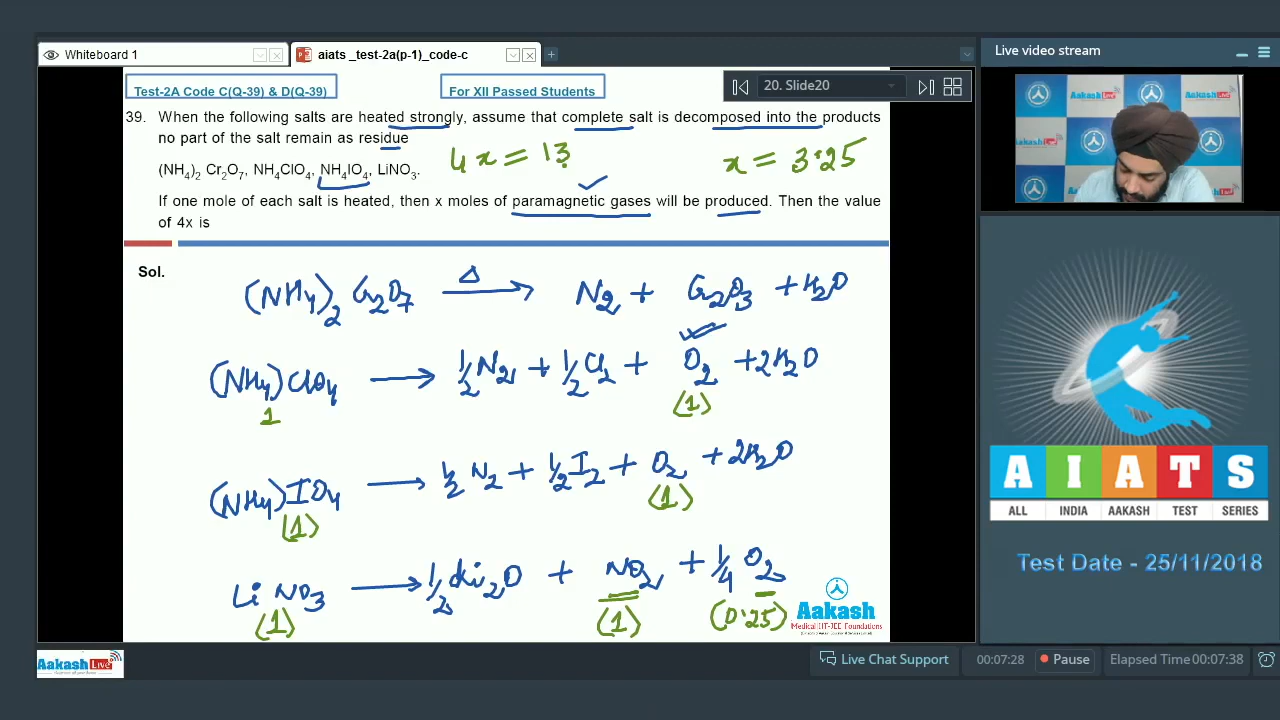 Whiteboard 1
aiats _test-2a(p-1)_code-c
Live video stream
Test-2A Code C(Q-39) & D(Q-39)
For XII Passed Students
20. Slide20
39. When the following salts are heated strongly, assume that complete salt is decomposed into the products
no part of the salt remain as residue
4x = 13
x = 3.25
(NH₄)₂ Cr₂O₇, NH₄ClO₄, NH₄IO₄, LiNO₃.
If one mole of each salt is heated, then x moles of paramagnetic gases will be produced. Then the value
of 4x is
Sol.
(NH₄)₂ Cr₂O₇ —Δ→ N₂ + Cr₂O₃ + H₂O
(NH₄)ClO₄ → 1/2 N₂ + 1/2 Cl₂ + O₂ + 2H₂O
1 (1)
(NH₄)IO₄ → 1/2 N₂ + 1/2 I₂ + O₂ + 2H₂O
(1) (1)
LiNO₃ → 1/2 Li₂O + NO₂ + 1/4 O₂
(1) (1) (0.25)
Aakash
Medical | IIT-JEE | Foundations
AakashLive
AIATS
ALL INDIA AAKASH TEST SERIES
Test Date - 25/11/2018
Aakash Live
Live Chat Support
00:07:28
Pause
Elapsed Time 00:07:38